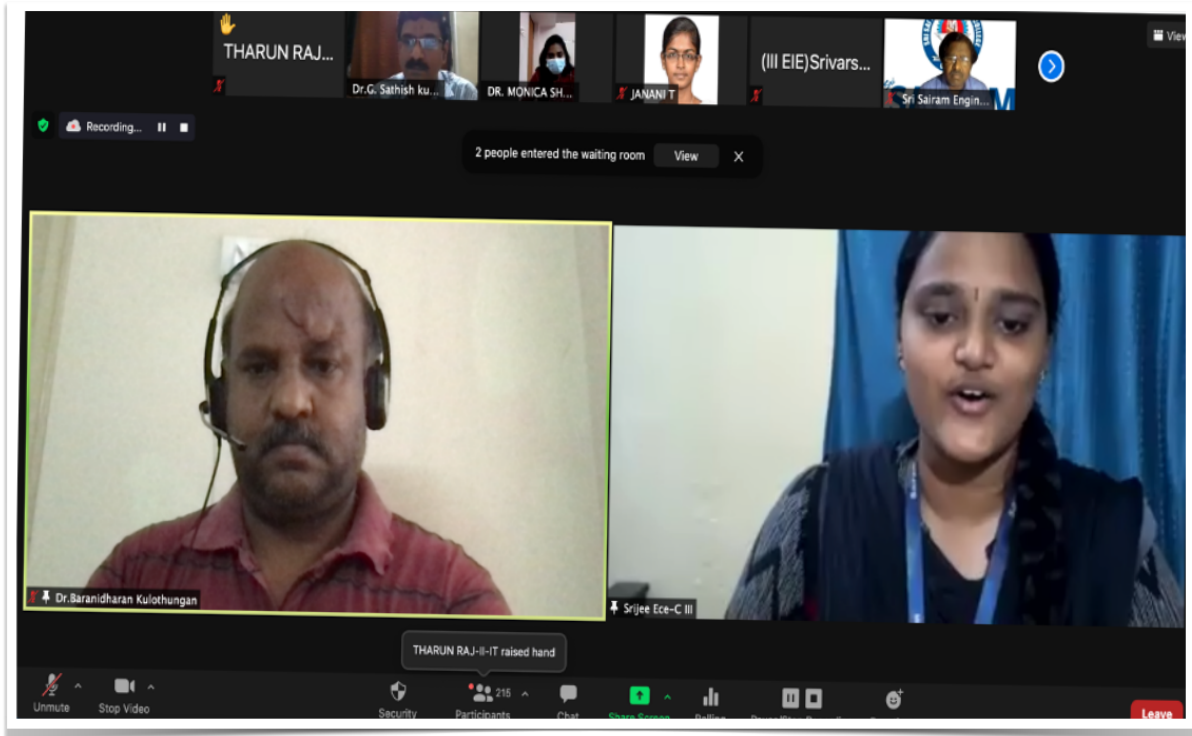 THARUN RAJ...
Dr.G. Sathish ku...
DR. MONICA SH...
JANANI T
(III EIE)Srivars...
Sri Sairam Engin...
View
Recording...
2 people entered the waiting room
View
Dr.Baranidharan Kulothungan
Srijee Ece-C III
THARUN RAJ-II-IT raised hand
Unmute
Stop Video
Security
Participants
215
Chat
Share Screen
Polling
Leave